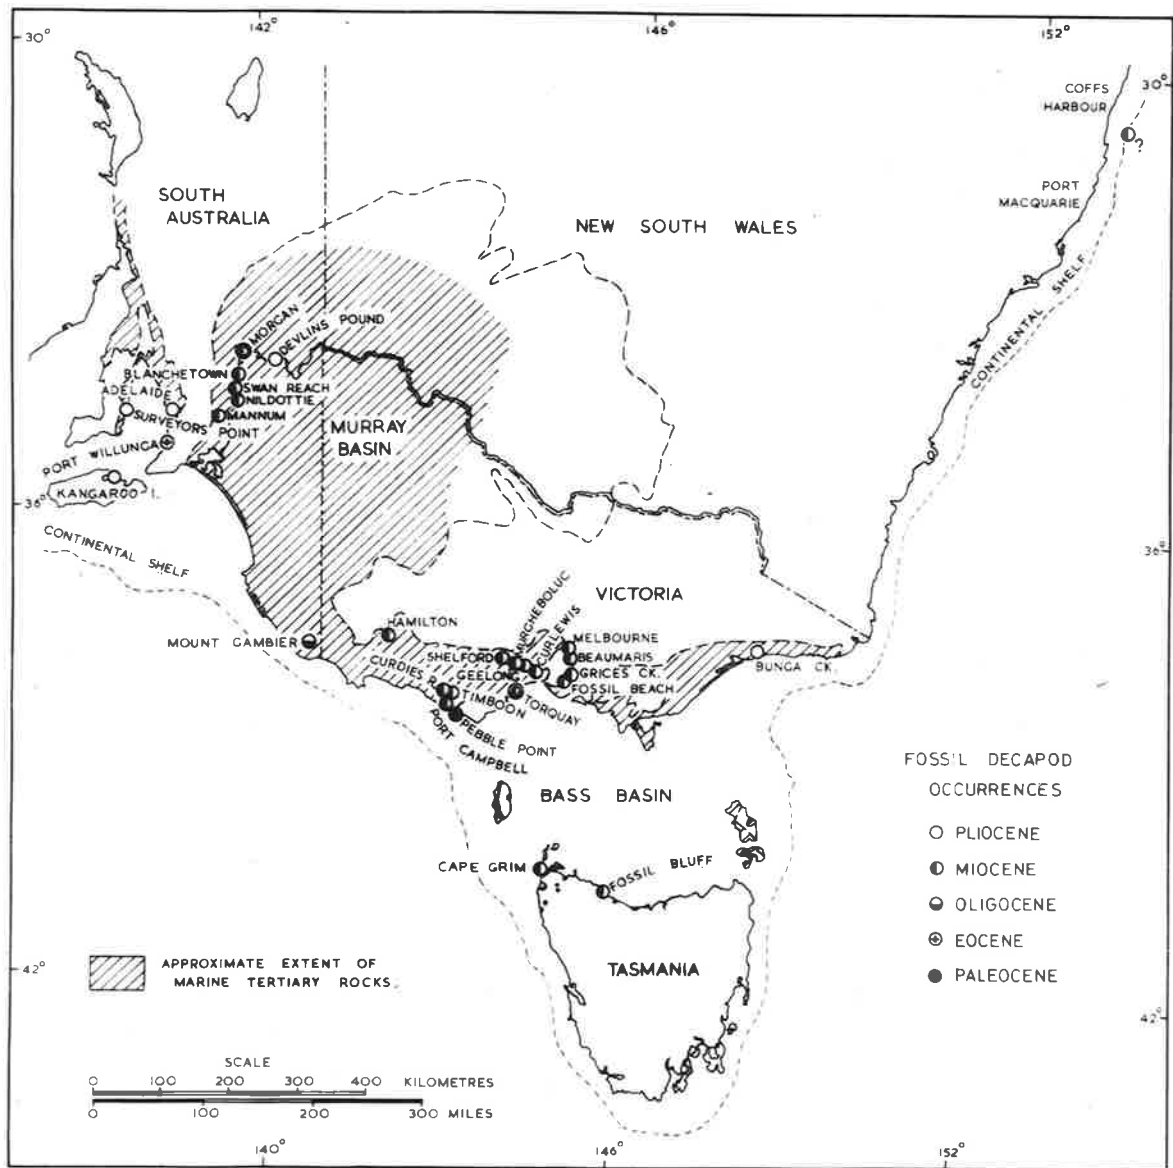 142°
146°
152°
30°
30°
COFFS
HARBOUR
?
SOUTH
AUSTRALIA
PORT
MACQUARIE
NEW SOUTH WALES
CONTINENTAL SHELF
MORGAN
DEVLINS POUND
BLANCHETOWN
SWAN REACH
ADELAIDE
NILDOTTIE
SURVEYORS POINT
MANNUM
MURRAY
BASIN
PORT WILLUNGA
KANGAROO I.
36°
36°
CONTINENTAL SHELF
VICTORIA
MURGHEBOLUC
CURLEWIS
HAMILTON
MELBOURNE
MOUNT GAMBIER
SHELFORD
BEAUMARIS
BUNGA CK.
CURDIES R.
GEELONG
GRICES CK.
FOSSIL BEACH
TIMBOON
TORQUAY
PEBBLE POINT
PORT CAMPBELL
BASS BASIN
FOSSIL DECAPOD
OCCURRENCES
PLIOCENE
MIOCENE
OLIGOCENE
EOCENE
PALEOCENE
CAPE GRIM
FOSSIL BLUFF
TASMANIA
42°
42°
APPROXIMATE EXTENT OF
MARINE TERTIARY ROCKS.
SCALE
0 100 200 300 400 KILOMETRES
0 100 200 300 MILES
140°
146°
152°